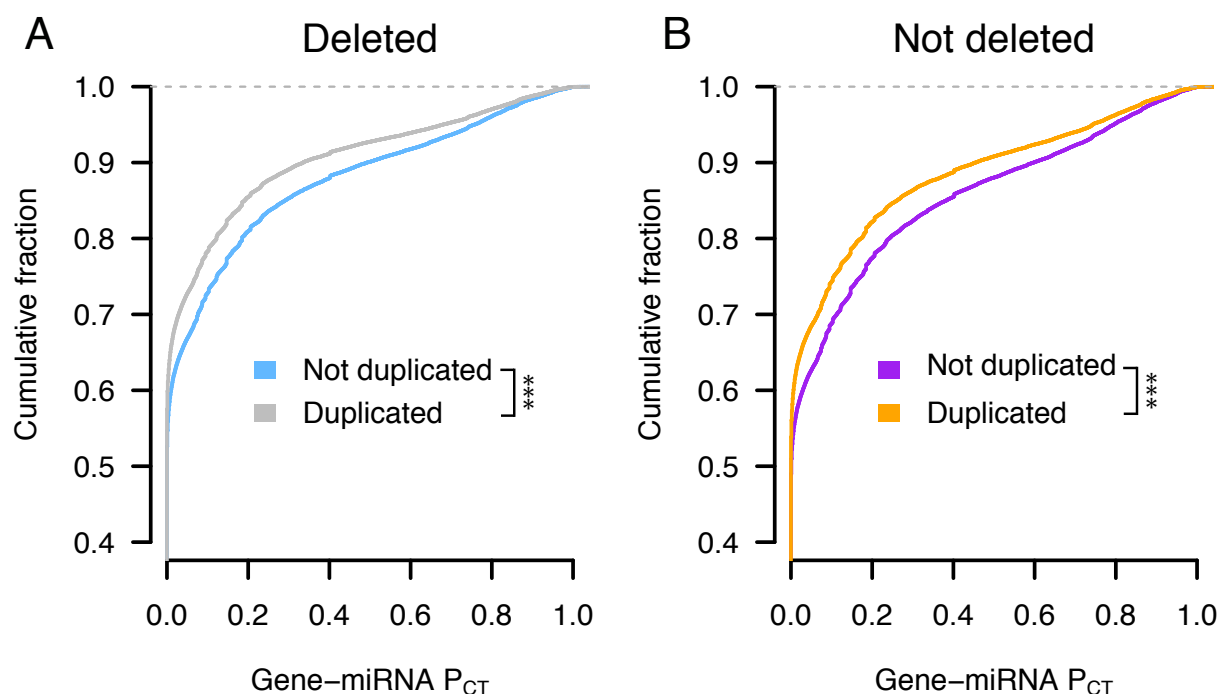 A
Deleted
Cumulative fraction
1.0
0.9
0.8
0.7
0.6
0.5
0.4
Not duplicated
Duplicated
***
0.0 0.2 0.4 0.6 0.8 1.0
Gene−miRNA PCT
B
Not deleted
Cumulative fraction
1.0
0.9
0.8
0.7
0.6
0.5
0.4
Not duplicated
Duplicated
***
0.0 0.2 0.4 0.6 0.8 1.0
Gene−miRNA PCT